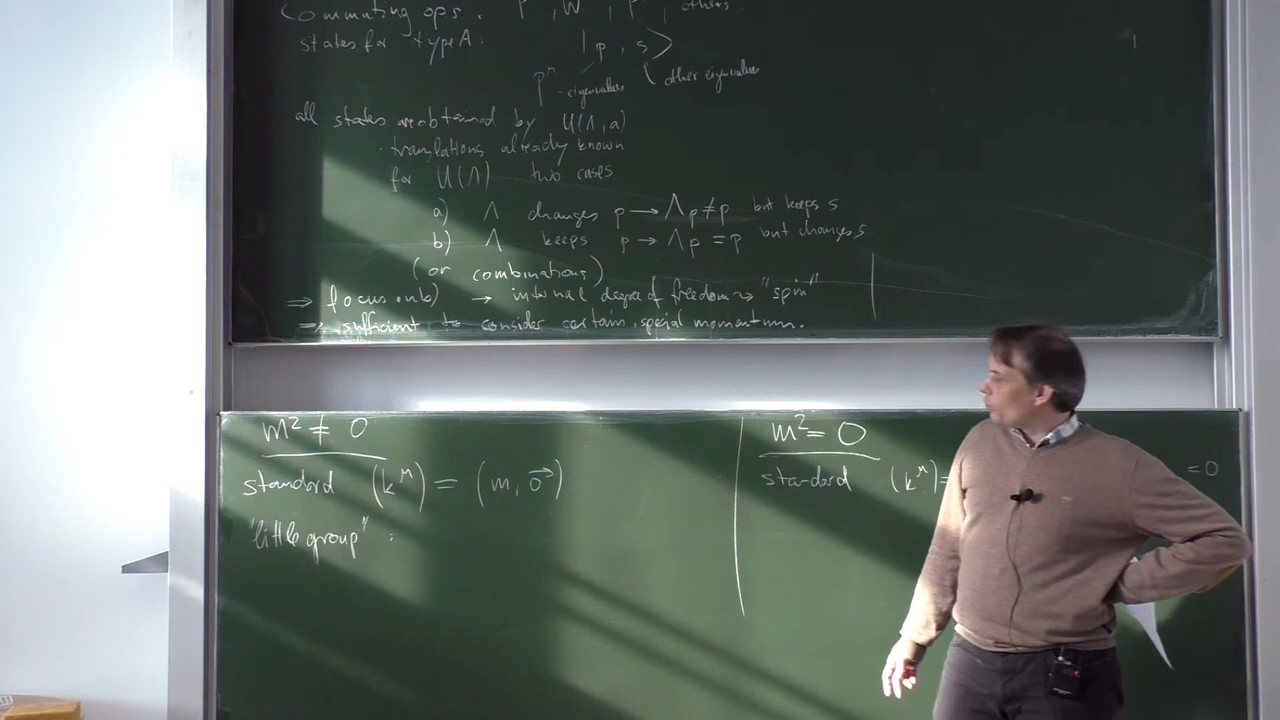 Commuting ops. P , W , P , others
states for type A. |p, s>
P^μ - eigenvalues other eigenvalues
all states are obtained by U(Λ,a)
· translations already known
for U(Λ) two cases
a) Λ changes p → Λp ≠ p but keeps s
b) Λ keeps p → Λp = p but changes s
(or combinations)
⇒ focus on b) → internal degree of freedom ⇝ "spin"
⇒ sufficient to consider certain special momentum.
m² ≠ 0
standard (k^μ) = (m, 0⃗)
"little group" :
m² = 0
standard (k^μ) = = 0